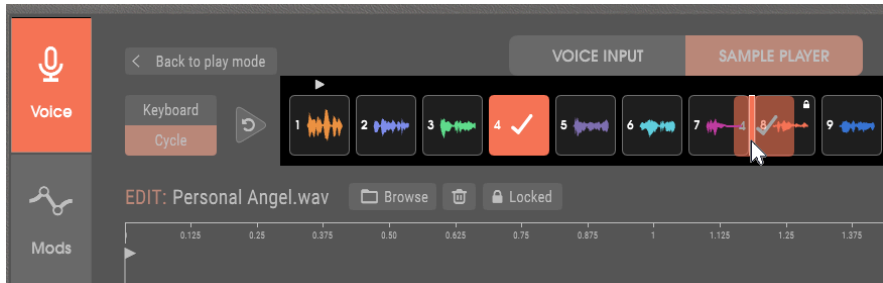 Voice
Mods
Back to play mode
VOICE INPUT
SAMPLE PLAYER
Keyboard
Cycle
1 2 3 4 5 6 7 4 8 9
EDIT: Personal Angel.wav
Browse
Locked
0.125 0.25 0.375 0.50 0.625 0.75 0.875 1 1.125 1.25 1.375